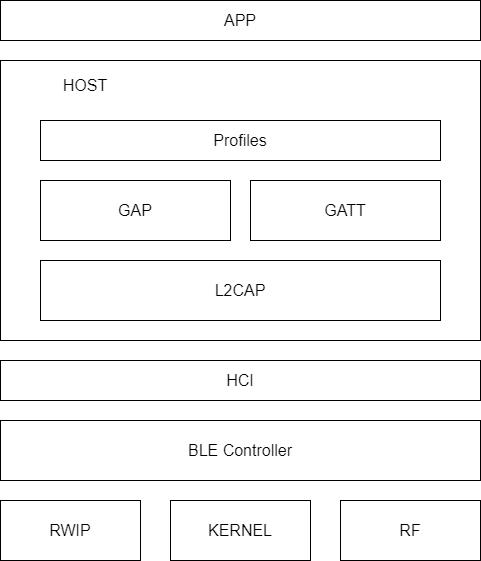 APP
HOST
Profiles
GAP
GATT
L2CAP
HCI
BLE Controller
RWIP
KERNEL
RF